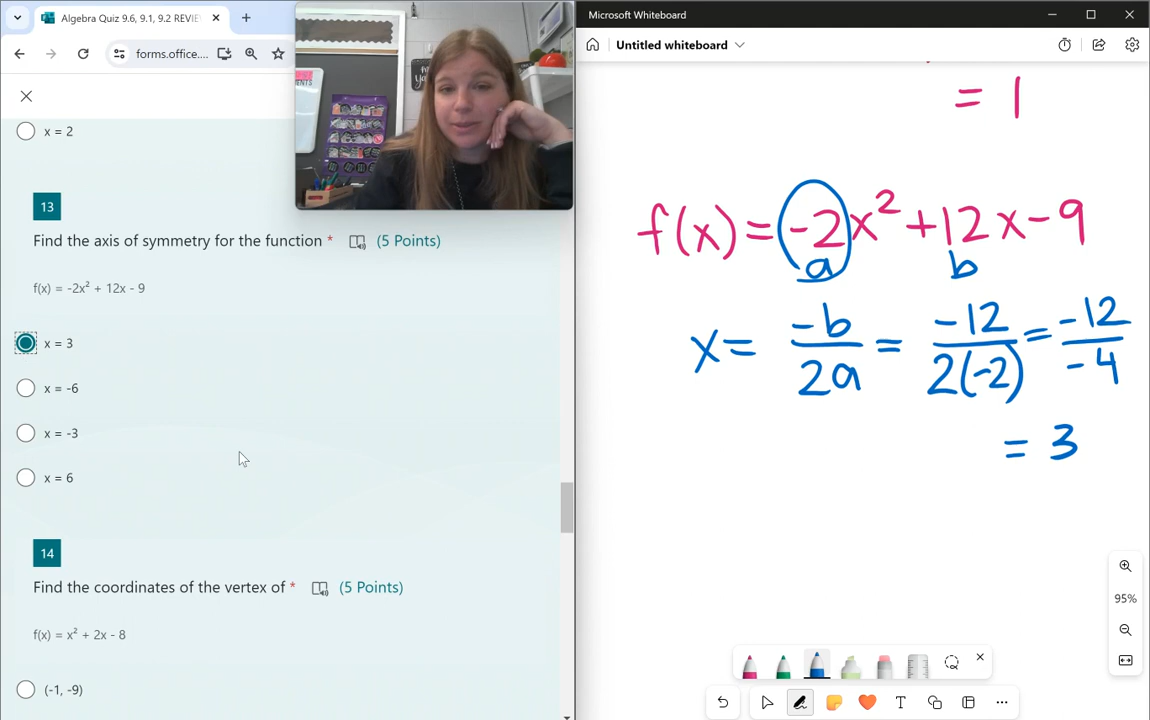 Algebra Quiz 9.6, 9.1, 9.2 REVIE
forms.office....
x = 2
13
Find the axis of symmetry for the function * (5 Points)
f(x) = -2x² + 12x - 9
x = 3
x = -6
x = -3
x = 6
14
Find the coordinates of the vertex of * (5 Points)
f(x) = x² + 2x - 8
(-1, -9)
Microsoft Whiteboard
Untitled whiteboard
= 1
f(x) = -2x² + 12x - 9
a b
x = -b/2a = -12/2(-2) = -12/-4
= 3
95%
T